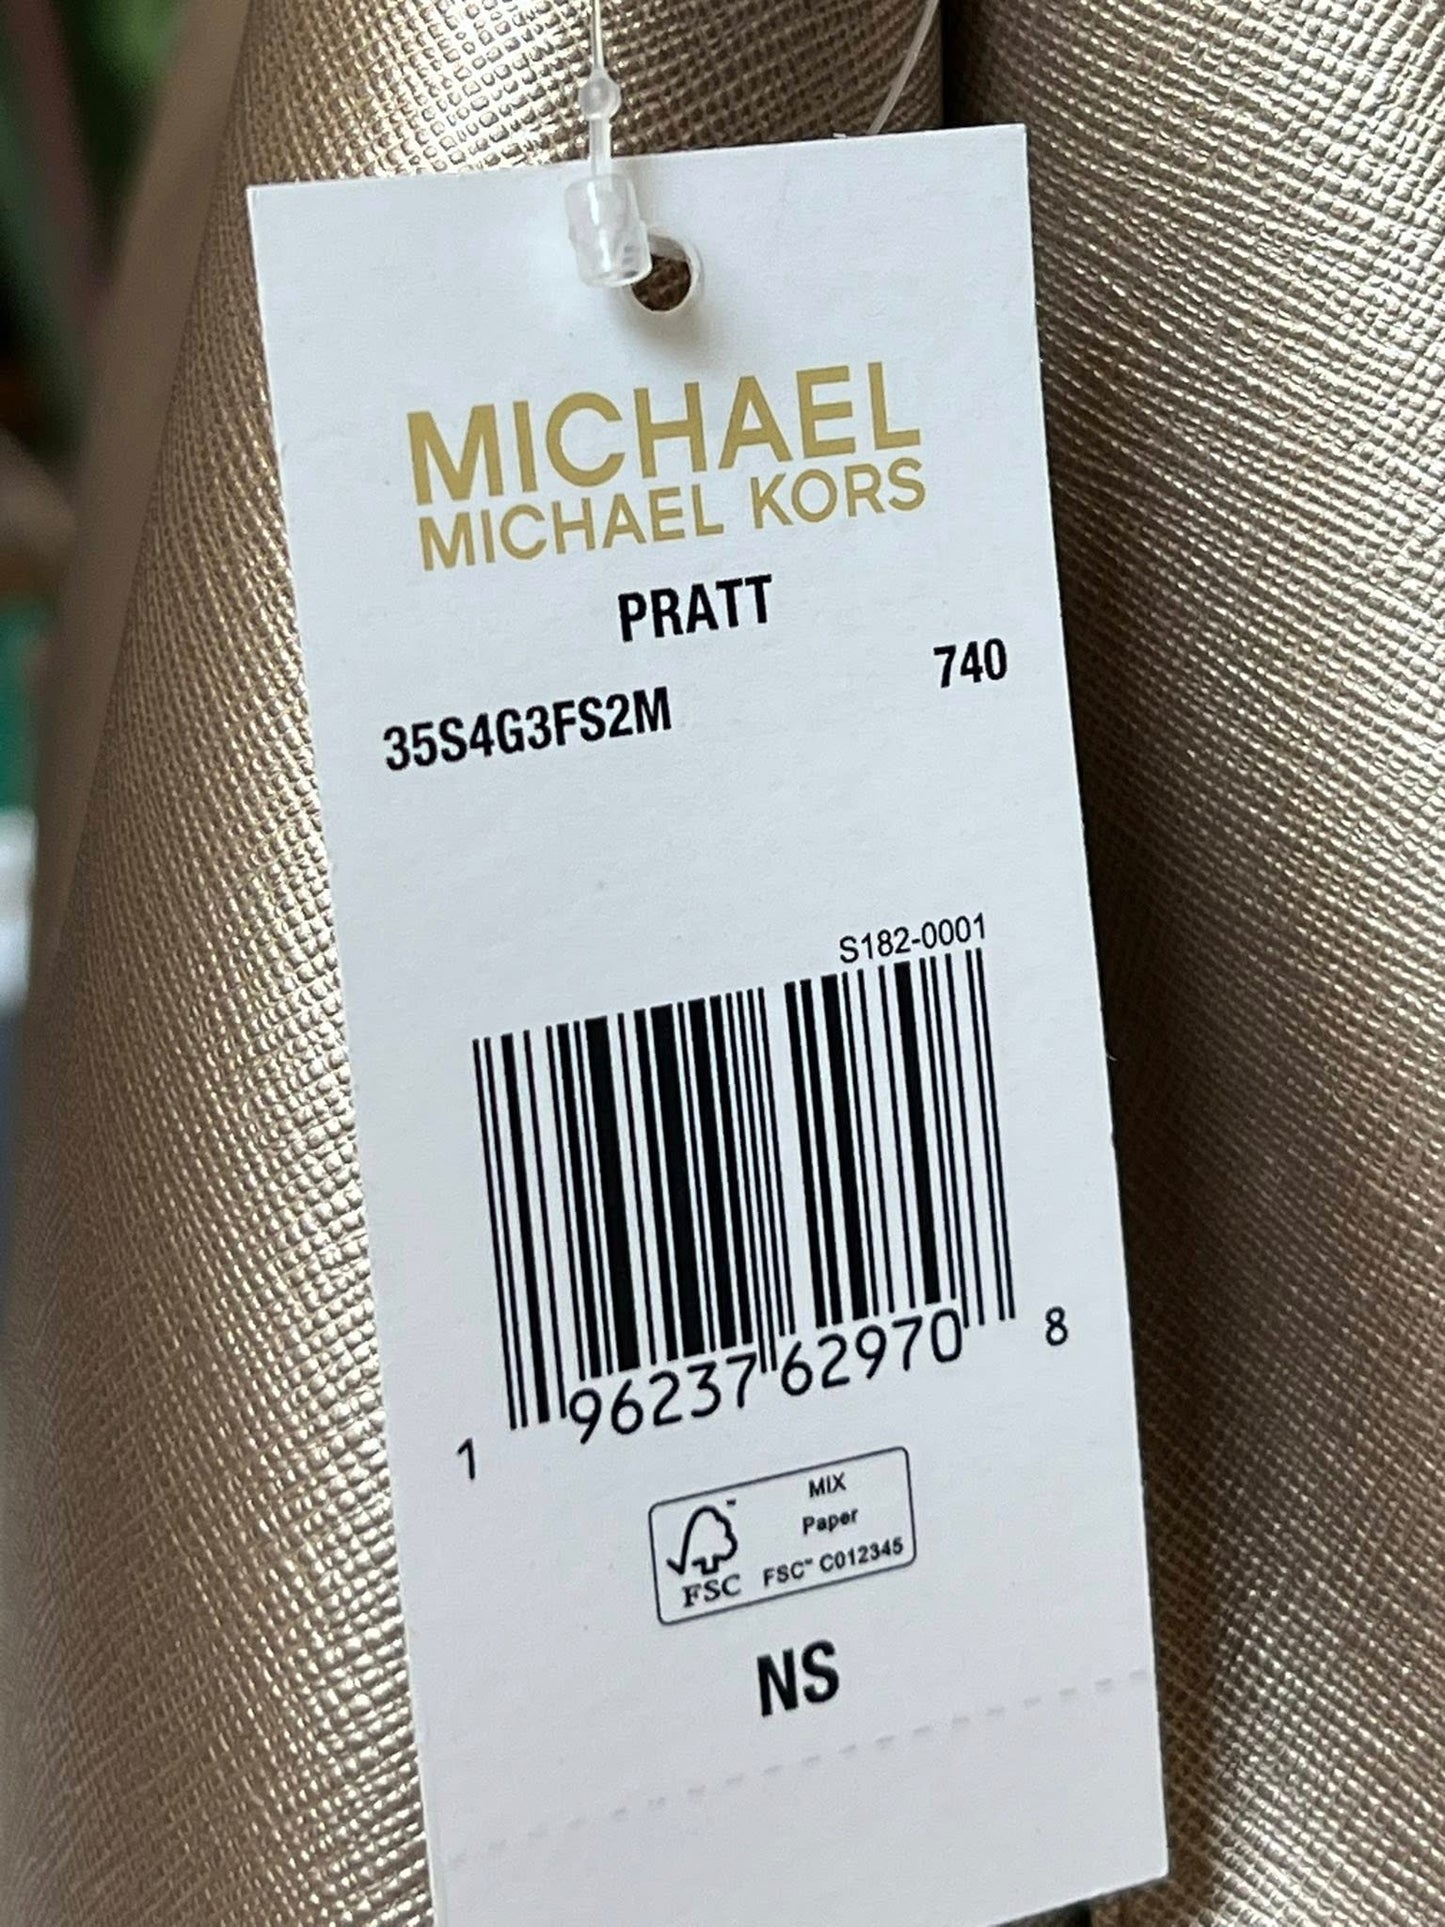 MICHAEL
MICHAEL KORS
PRATT
740
35S4G3FS2M
S182-0001
1 96237 62970 8
MIX
Paper
FSC™ C012345
FSC
NS